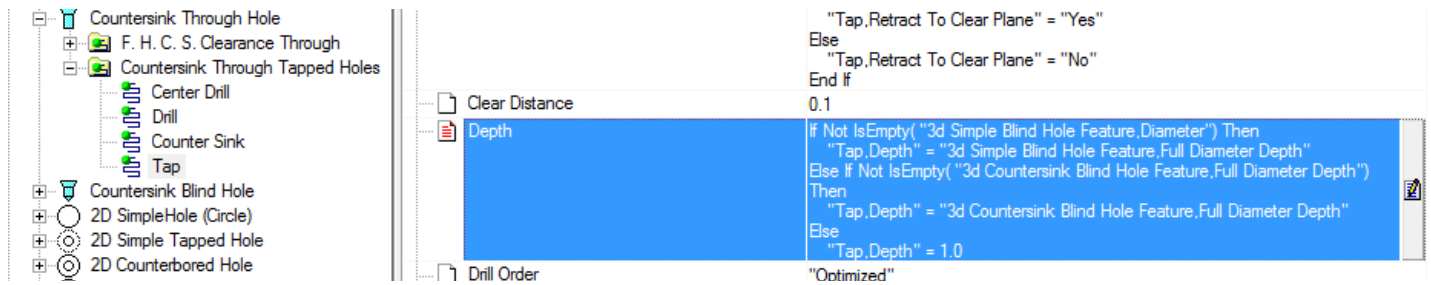 Countersink Through Hole
F. H. C. S. Clearance Through
Countersink Through Tapped Holes
Center Drill
Drill
Counter Sink
Tap
Countersink Blind Hole
2D SimpleHole (Circle)
2D Simple Tapped Hole
2D Counterbored Hole
"Tap,Retract To Clear Plane" = "Yes"
Else
"Tap,Retract To Clear Plane" = "No"
End If
Clear Distance
0.1
Depth
If Not IsEmpty( "3d Simple Blind Hole Feature,Diameter") Then
"Tap,Depth" = "3d Simple Blind Hole Feature,Full Diameter Depth"
Else If Not IsEmpty( "3d Countersink Blind Hole Feature,Full Diameter Depth")
Then
"Tap,Depth" = "3d Countersink Blind Hole Feature,Full Diameter Depth"
Else
"Tap,Depth" = 1.0
Drill Order
"Optimized"